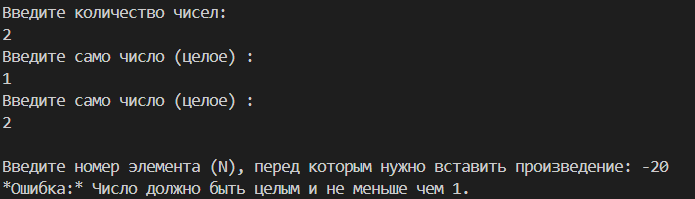 Введите количество чисел:
2
Введите само число (целое) :
1
Введите само число (целое) :
2
Введите номер элемента (N), перед которым нужно вставить произведение: -20
*Ошибка:* Число должно быть целым и не меньше чем 1.